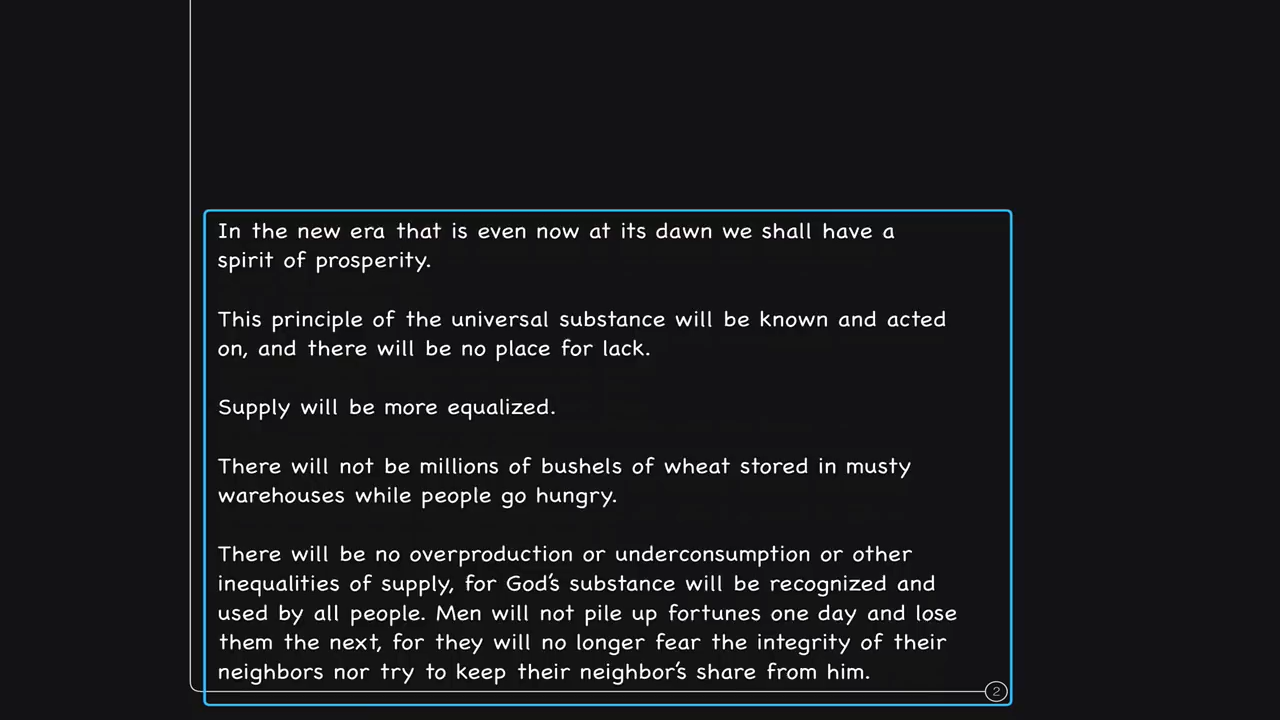 In the new era that is even now at its dawn we shall have a
spirit of prosperity.
This principle of the universal substance will be known and acted
on, and there will be no place for lack.
Supply will be more equalized.
There will not be millions of bushels of wheat stored in musty
warehouses while people go hungry.
There will be no overproduction or underconsumption or other
inequalities of supply, for God's substance will be recognized and
used by all people. Men will not pile up fortunes one day and lose
them the next, for they will no longer fear the integrity of their
neighbors nor try to keep their neighbor's share from him.
2